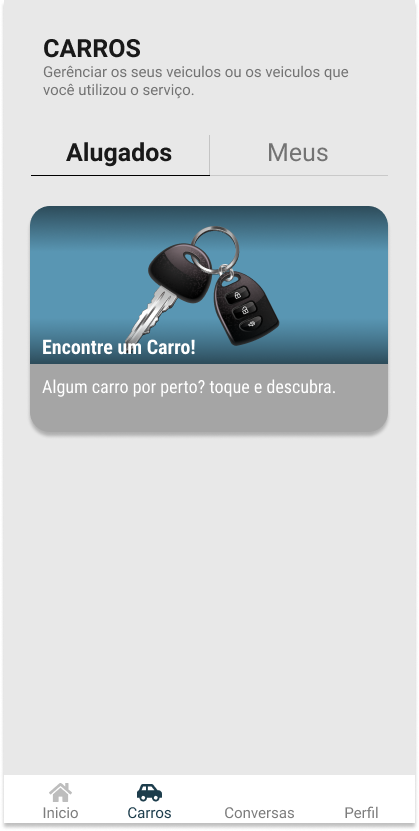 CARROS
Gerênciar os seus veiculos ou os veiculos que
você utilizou o serviço.
Alugados
Meus
Encontre um Carro!
Algum carro por perto? toque e descubra.
Inicio
Carros
Conversas
Perfil